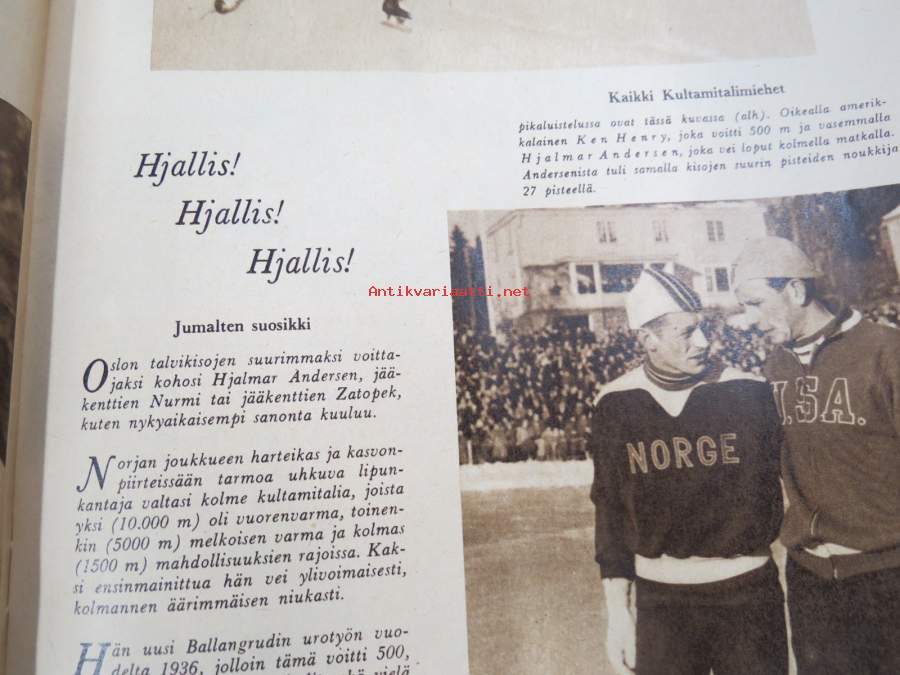 Kaikki Kultamitalimiehet
pikaluistelussa ovat tässä kuvassa (alh). Oikealla amerik-
kalainen Ken Henry, joka voitti 500 m ja vasemmalla
Hjalmar Andersen, joka vei loput kolmella matkalla.
Andersenista tuli samalla kisojen suurin pisteiden noukkija
27 pisteellä.
Hjallis!
Hjallis!
Hjallis!
Jumalten suosikki
Oslon talvikisojen suurimmaksi voitta-
jaksi kohosi Hjalmar Andersen, jää-
kenttien Nurmi tai jääkenttien Zatopek,
kuten nykyaikaisempi sanonta kuuluu.
Norjan joukkueen harteikas ja kasvon-
piirteissään tarmoa uhkuva lipun-
kantaja valtasi kolme kultamitalia, joista
yksi (10.000 m) oli vuorenvarma, toinen-
kin (5000 m) melkoisen varma ja kolmas
(1500 m) mahdollisuuksien rajoissa. Kak-
si ensinmainittua hän vei ylivoimaisesti,
kolmannen äärimmäisen niukasti.
Hän uusi Ballangrudin urotyön vuo-
delta 1936, jolloin tämä voitti 500,
vielä
NORGE
U.S.A.
Antikvariaatti.net